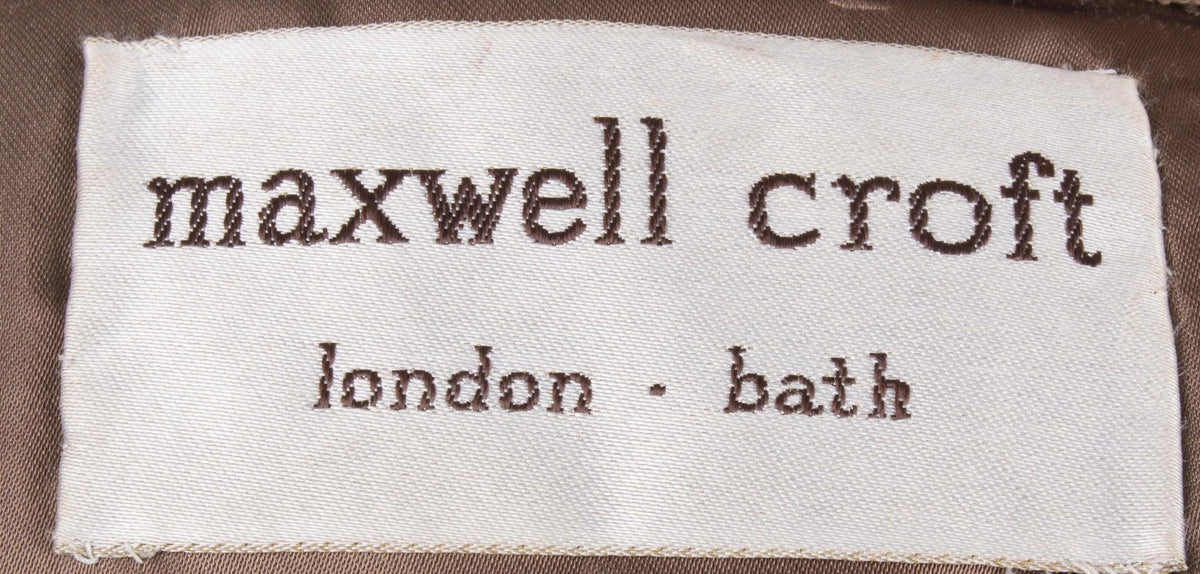 maxwell croft
london · bath